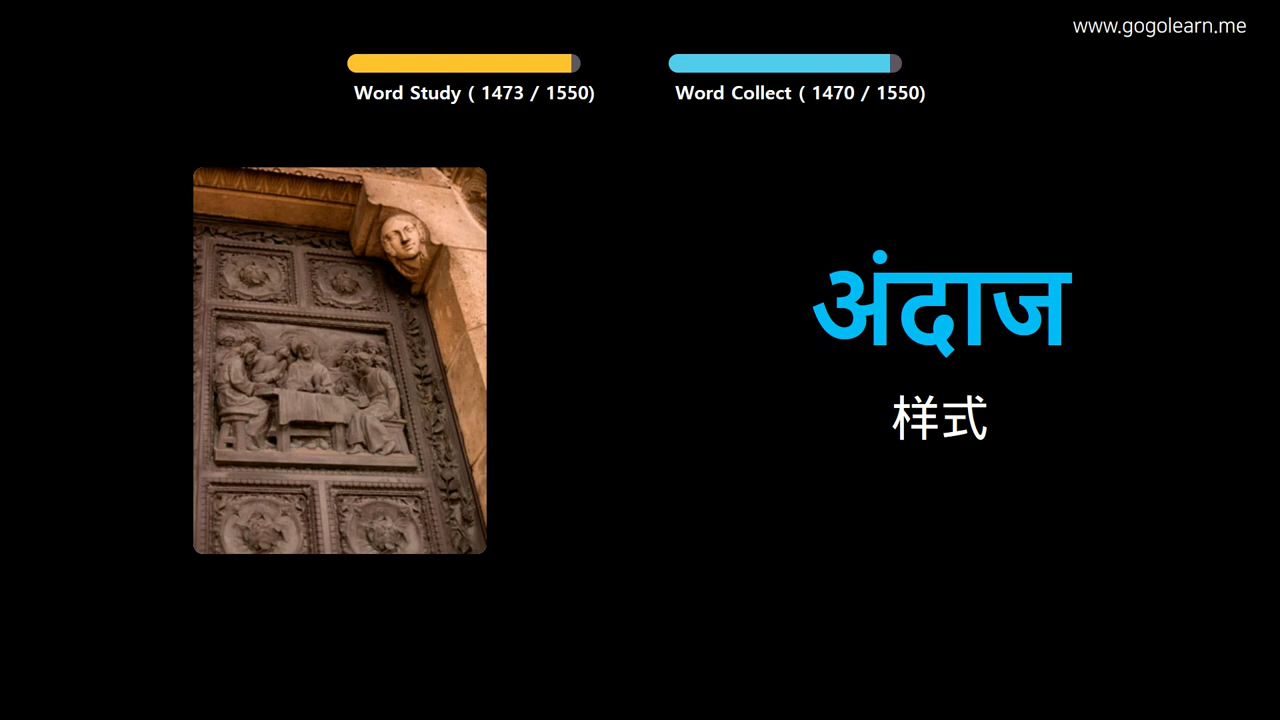 www.gogolearn.me
Word Study ( 1473 / 1550)
Word Collect ( 1470 / 1550)
अंदाज
样式